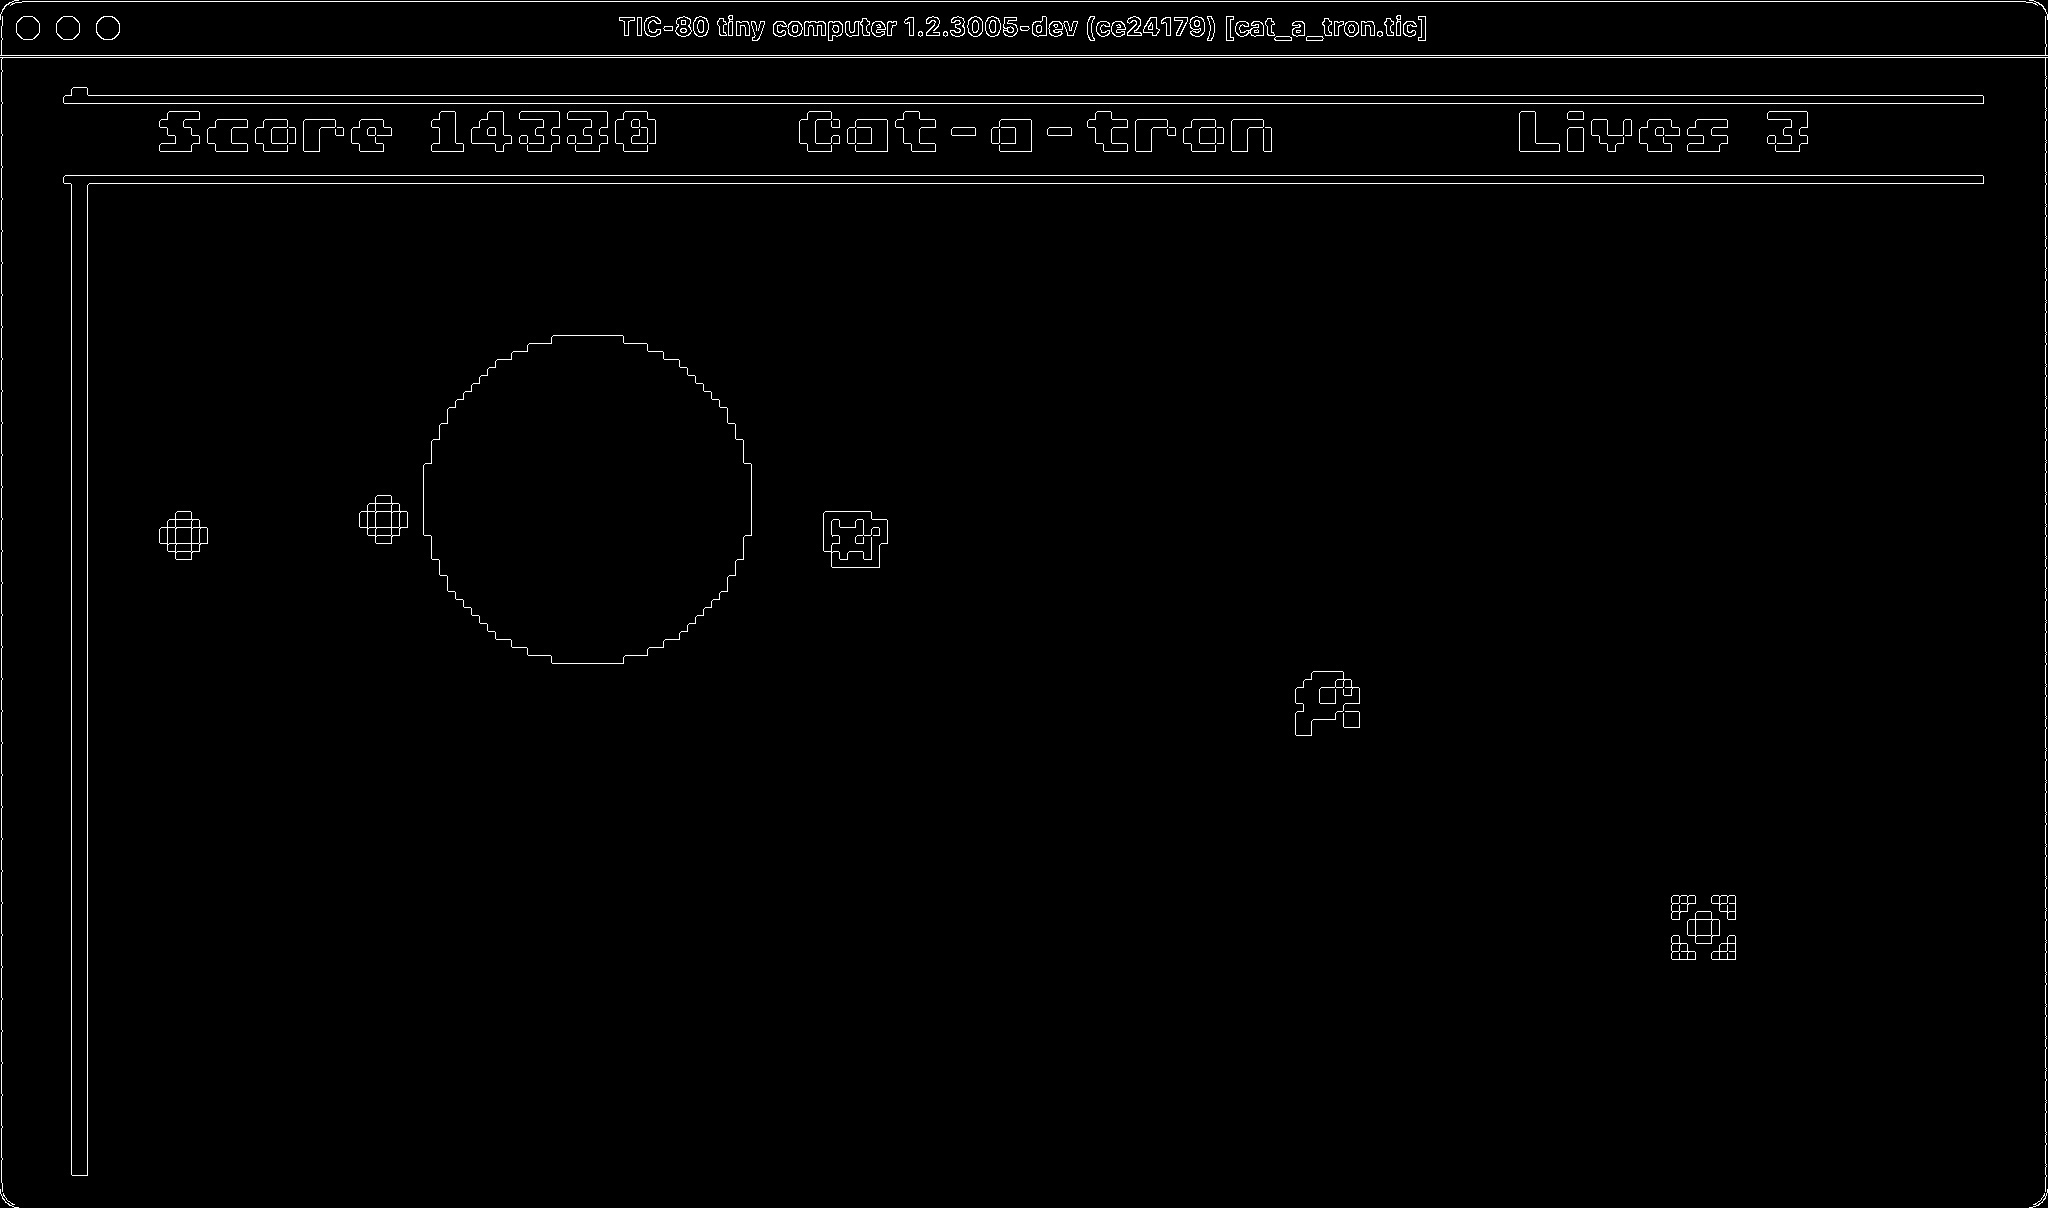 TIC-80 tiny computer 1.2.3005-dev (ce24179) [cat_a_tron.tic]
Score 14330 Cat-a-tron Lives 3